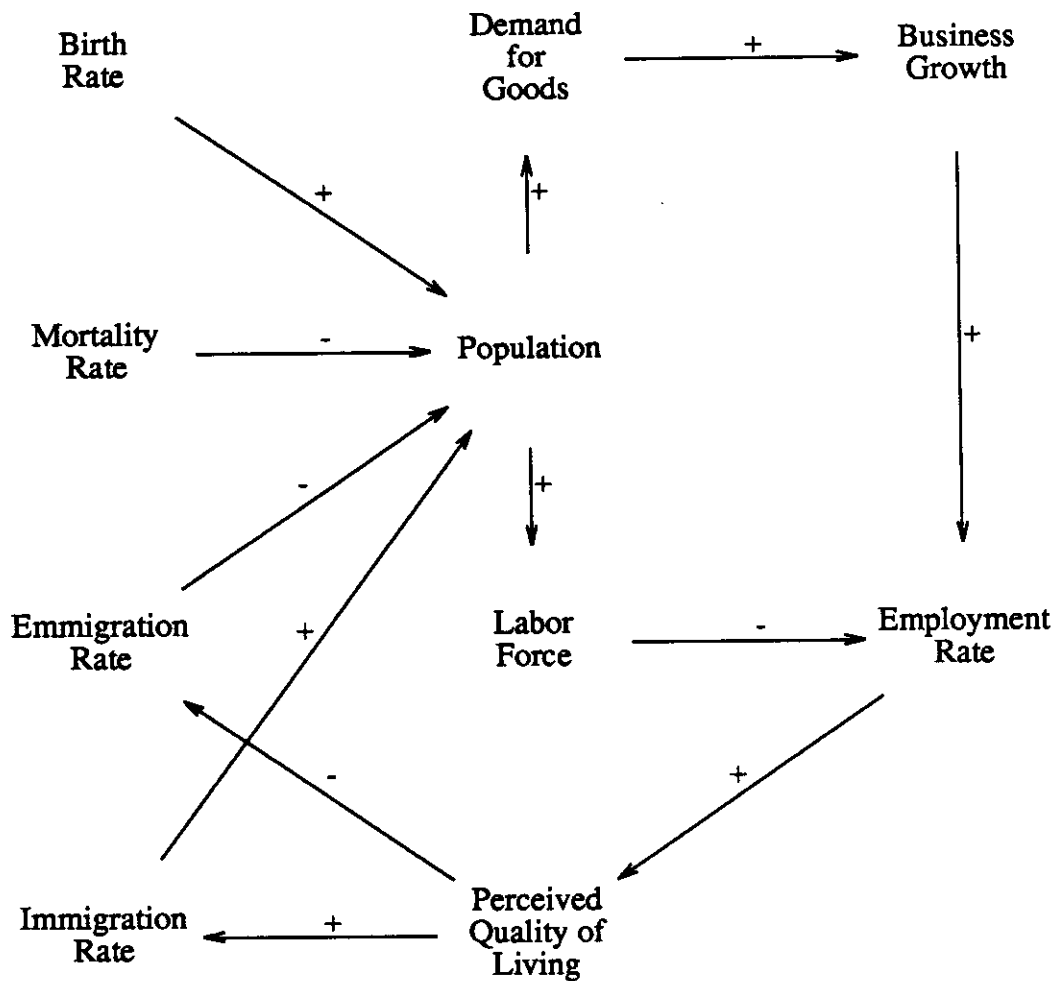 Birth
Rate
Demand
for
Goods
+
Business
Growth
+
+
Mortality
Rate
-
Population
+
-
+
Emmigration
Rate
+
Labor
Force
-
Employment
Rate
-
+
Immigration
Rate
+
Perceived
Quality of
Living